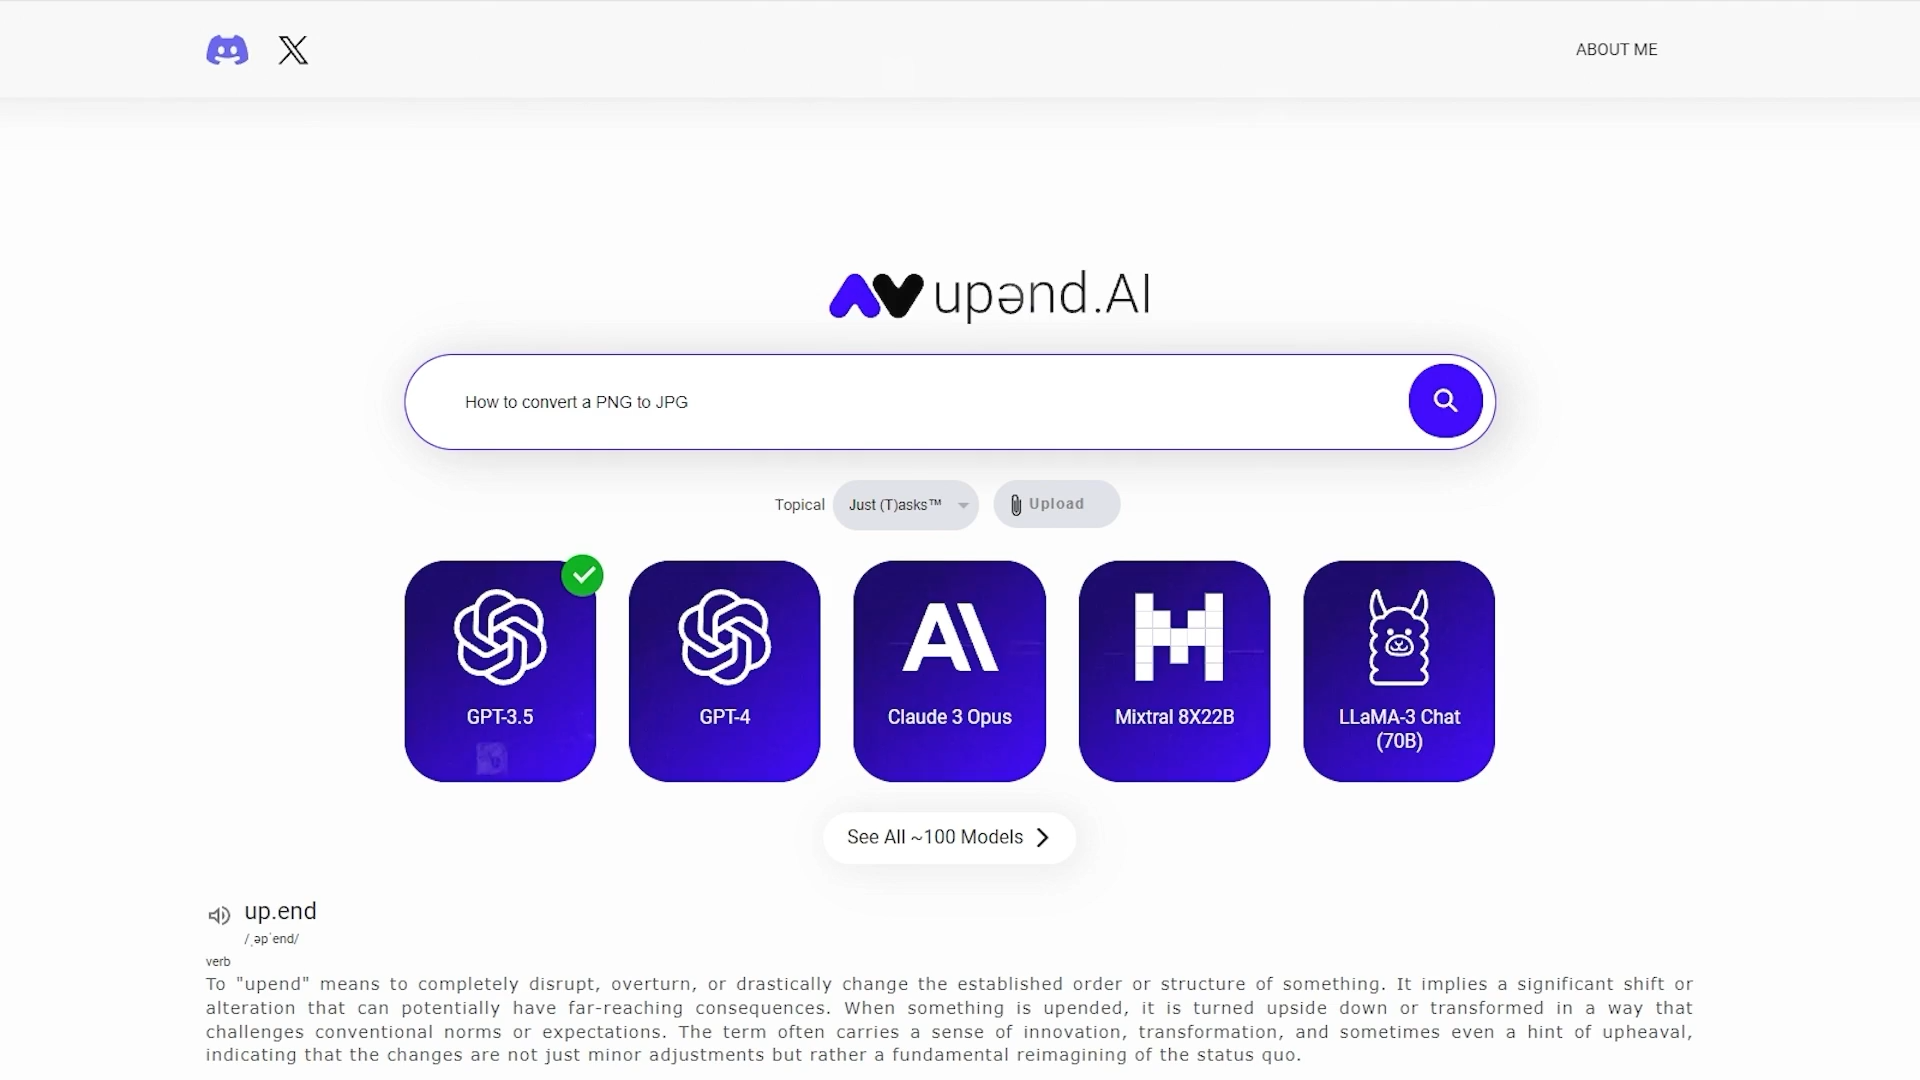 ABOUT ME
upənd.AI
How to convert a PNG to JPG
Topical
Just (T)asks™
Upload
GPT-3.5
GPT-4
Claude 3 Opus
Mixtral 8X22B
LLaMA-3 Chat
(70B)
See All ~100 Models
up.end
/ˌəpˈend/
verb
To "upend" means to completely disrupt, overturn, or drastically change the established order or structure of something. It implies a significant shift or
alteration that can potentially have far-reaching consequences. When something is upended, it is turned upside down or transformed in a way that
challenges conventional norms or expectations. The term often carries a sense of innovation, transformation, and sometimes even a hint of upheaval,
indicating that the changes are not just minor adjustments but rather a fundamental reimagining of the status quo.